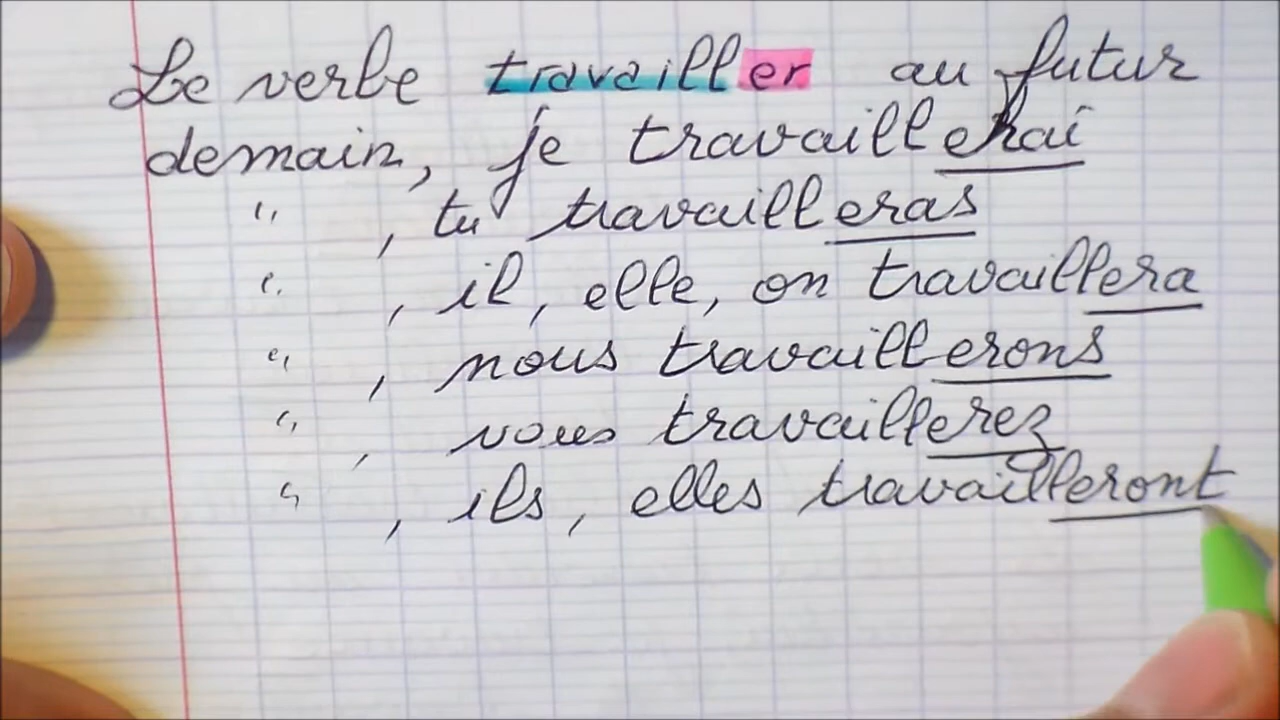 Le verbe travailler au futur
demain, je travaillerai
" , tu travailleras
" , il, elle, on travaillera
" , nous travaillerons
" , vous travaillerez
" , ils, elles travailleront